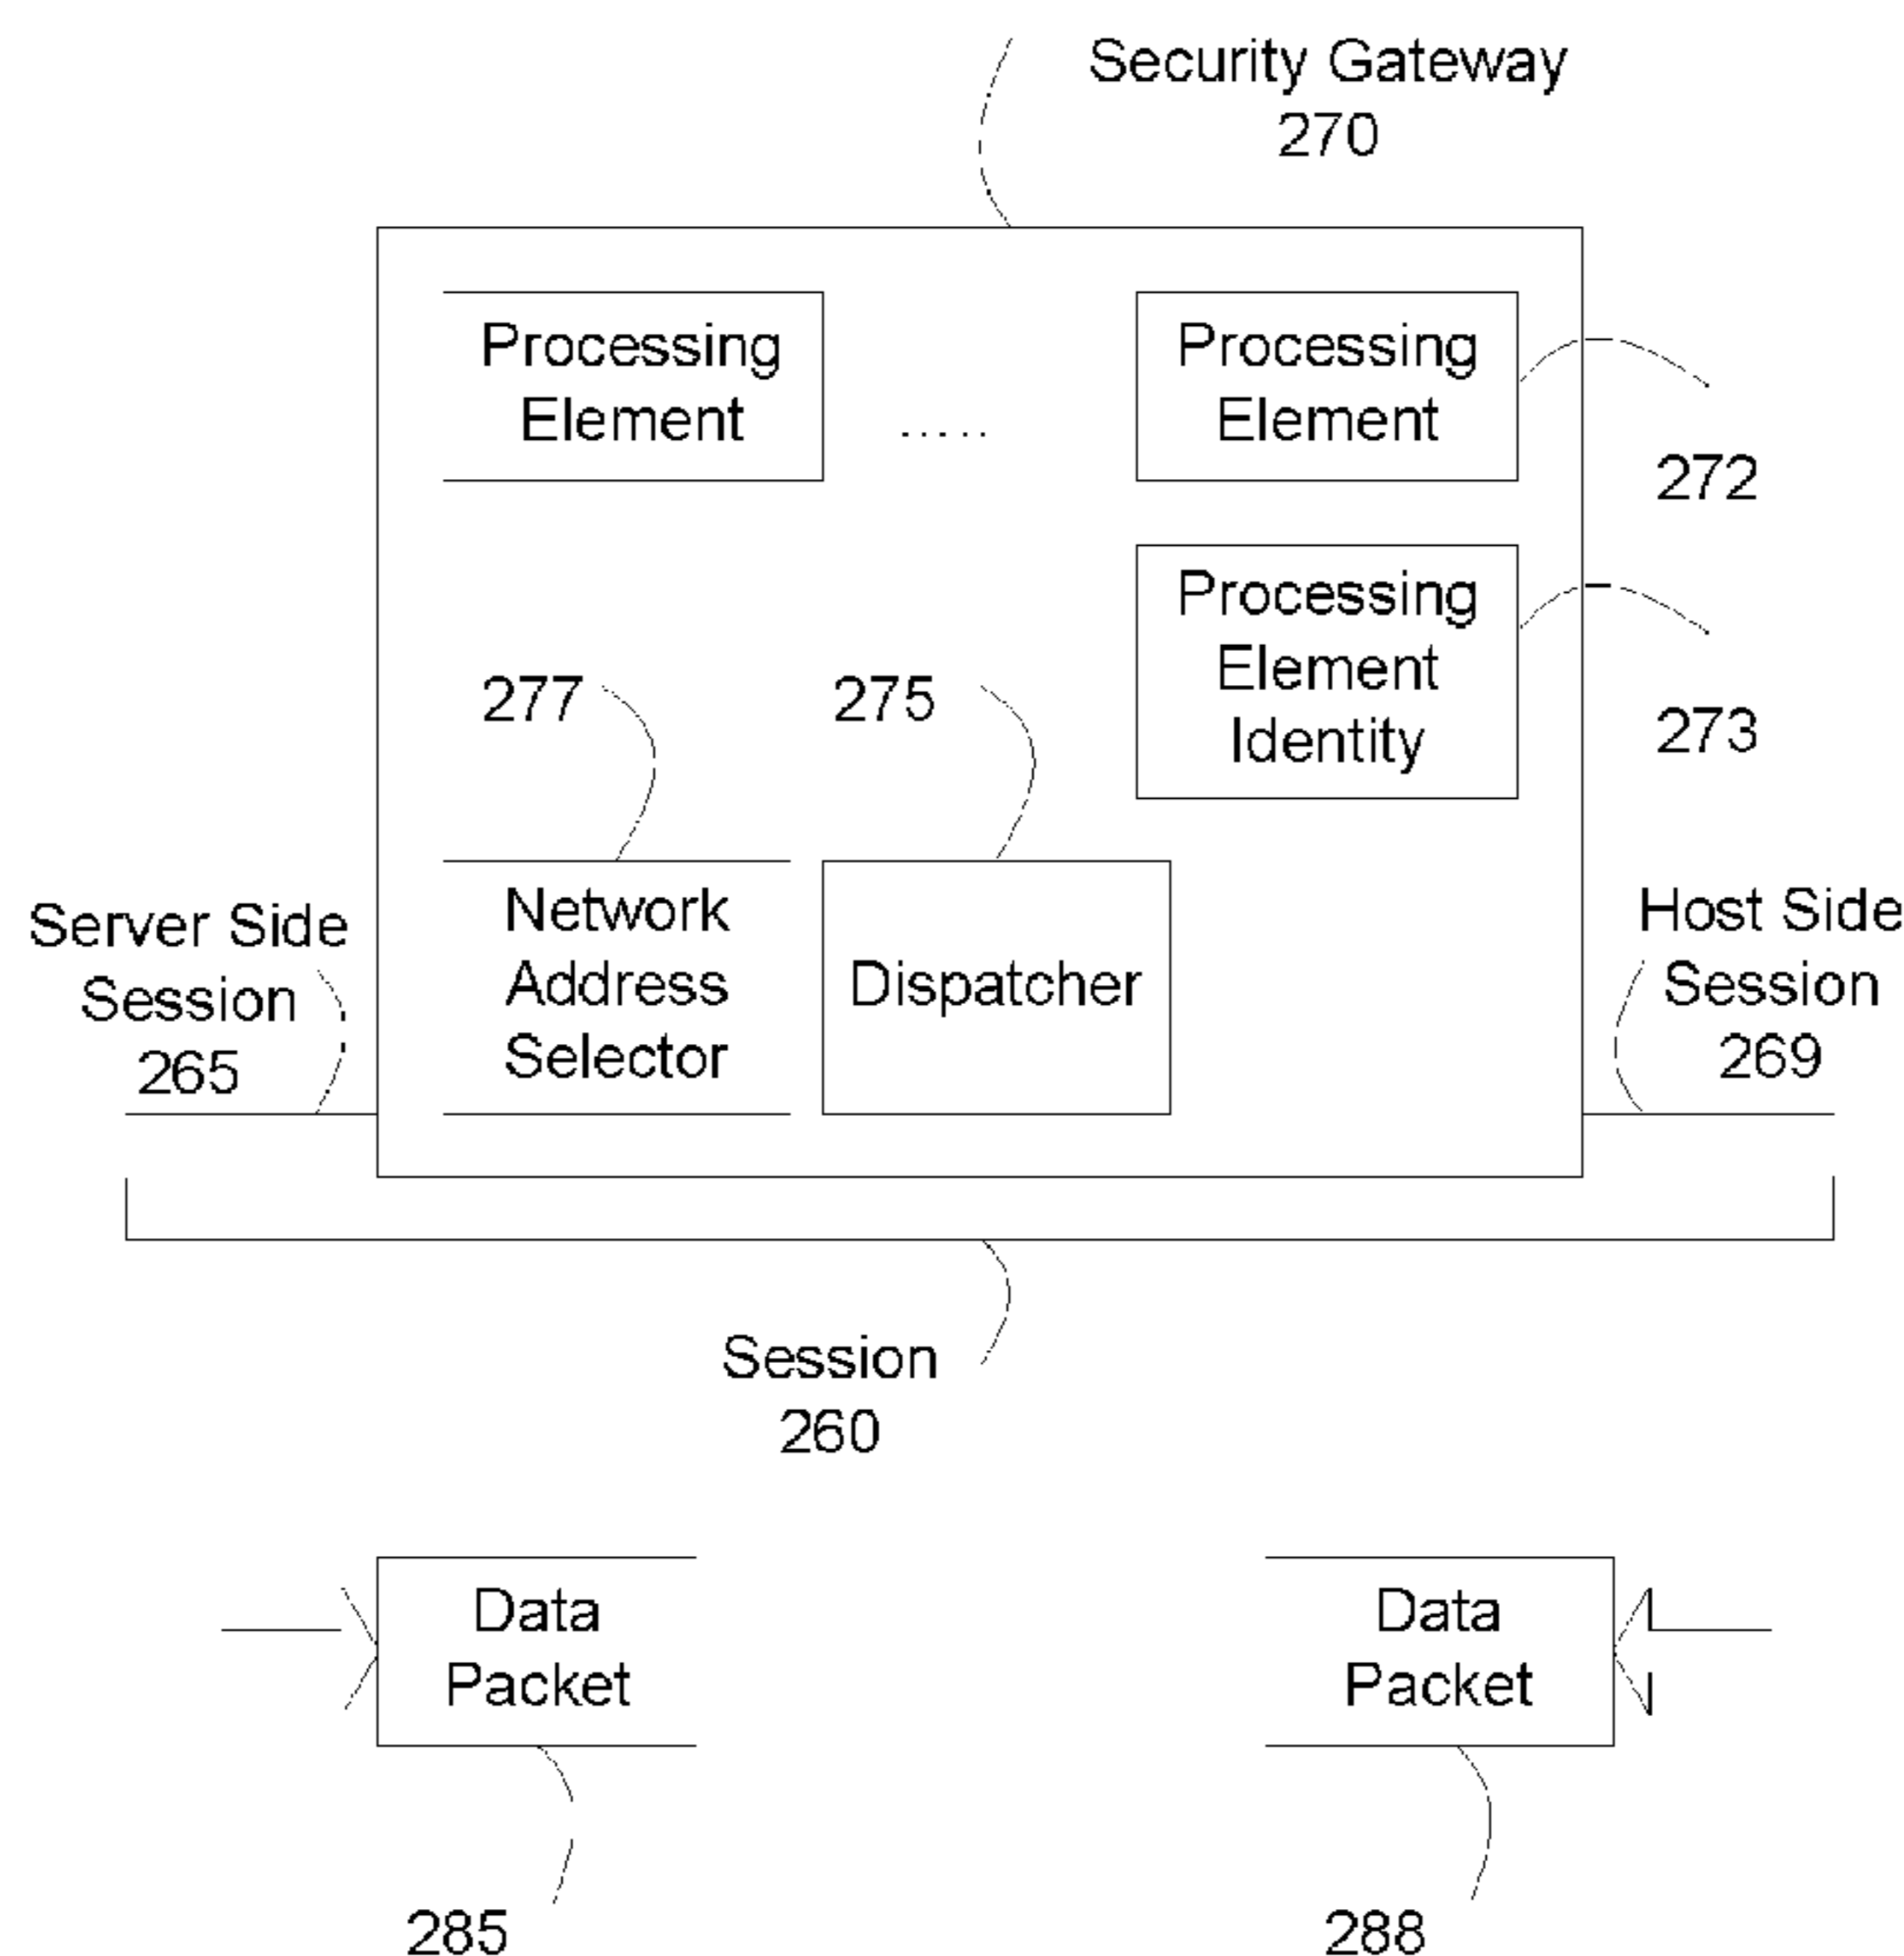 Security Gateway
270
Processing
Element
.....
Processing
Element
272
Processing
Element
Identity
273
277
275
Network
Address
Selector
Dispatcher
Server Side
Session
265
Host Side
Session
269
Session
260
Data
Packet
Data
Packet
285
288